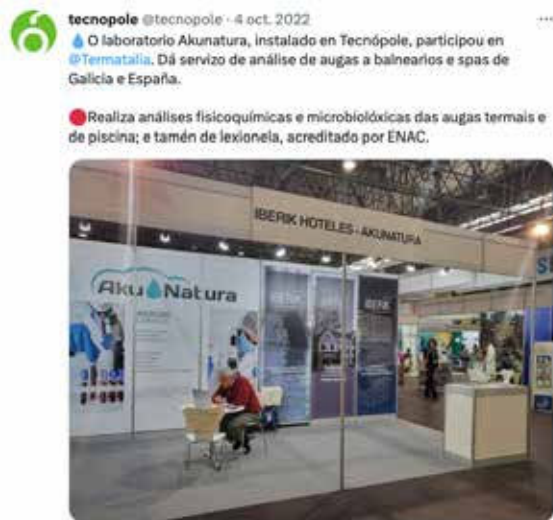 tecnopole @tecnopole · 4 oct. 2022
💧O laboratorio Akunatura, instalado en Tecnópole, participou en
@Termatalia. Dá servizo de análise de augas a balnearios e spas de
Galicia e España.
🔴Realiza análises fisicoquímicas e microbiolóxicas das augas termais e
de piscina; e tamén de lexionela, acreditado por ENAC.
IBERIK HOTELES - AKUNATURA
Aku Natura
IBERIK